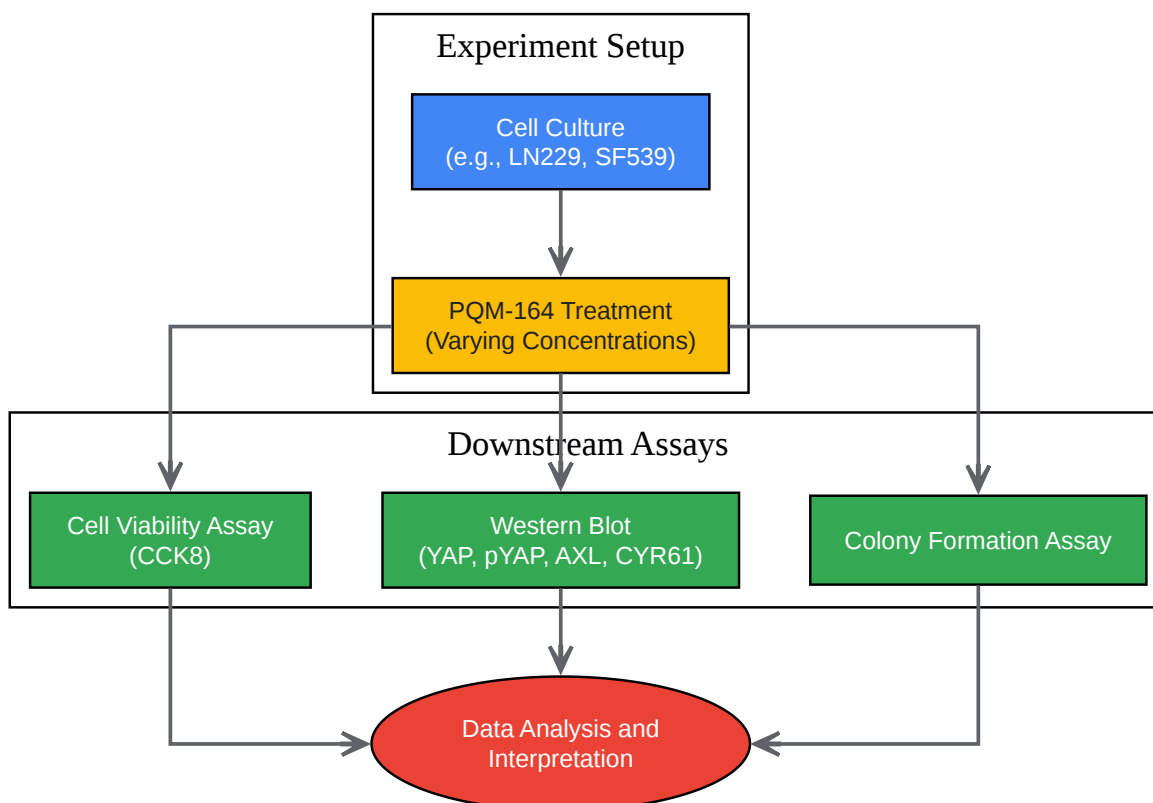 Experiment Setup
Cell Culture
(e.g., LN229, SF539)
PQM-164 Treatment
(Varying Concentrations)
Downstream Assays
Cell Viability Assay
(CCK8)
Western Blot
(YAP, pYAP, AXL, CYR61)
Colony Formation Assay
Data Analysis and
Interpretation